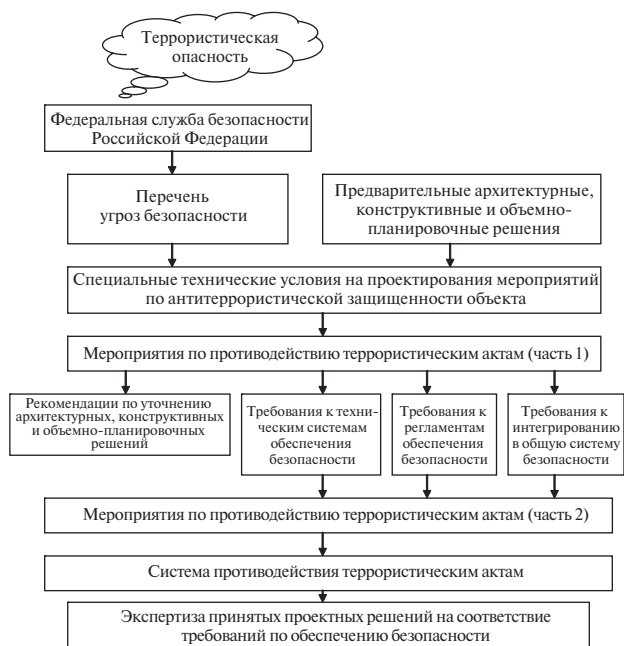 Террористическая
опасность
Федеральная служба безопасности
Российской Федерации
Перечень
угроз безопасности
Предварительные архитектурные,
конструктивные и объемно-
планировочные решения
Специальные технические условия на проектирования мероприятий
по антитеррористической защищенности объекта
Мероприятия по противодействию террористическим актам (часть 1)
Рекомендации по уточнению
архитектурных, конструктивных
и объемно-планировочных
решений
Требования к техни-
ческим системам
обеспечения
безопасности
Требования к
регламентам
обеспечения
безопасности
Требования к
интегрированию
в общую систему
безопасности
Мероприятия по противодействию террористическим актам (часть 2)
Система противодействия террористическим актам
Экспертиза принятых проектных решений на соответствие
требований по обеспечению безопасности